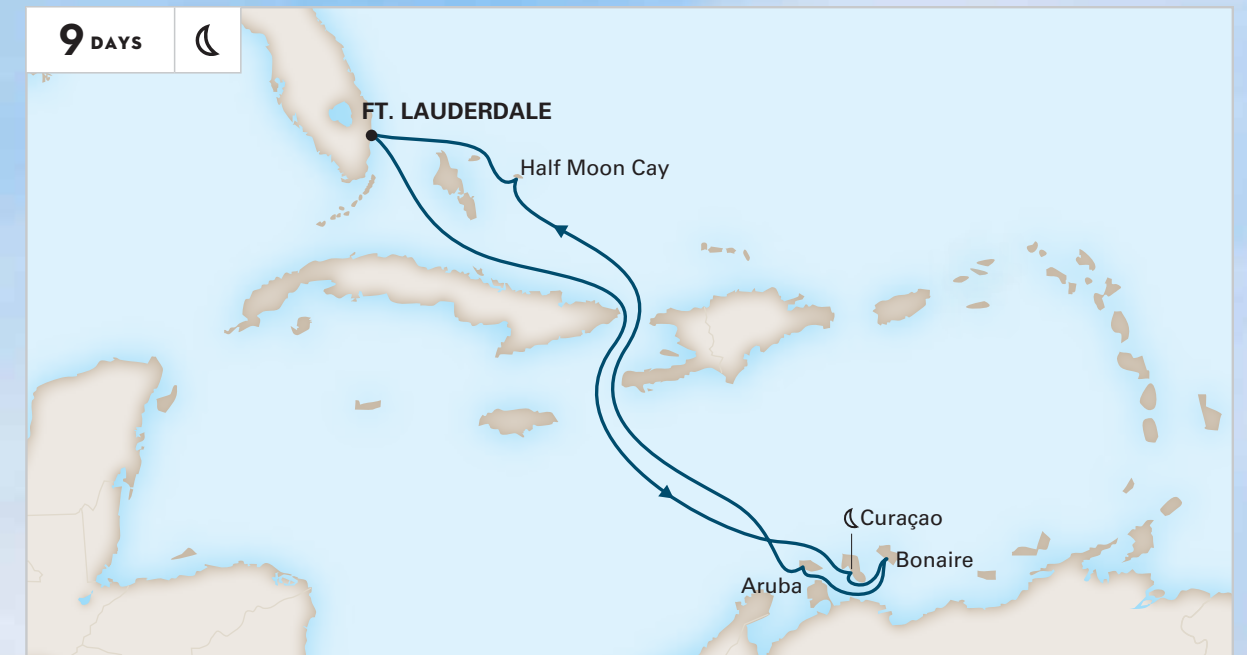 9 DAYS
FT. LAUDERDALE
Half Moon Cay
Curaçao
Bonaire
Aruba